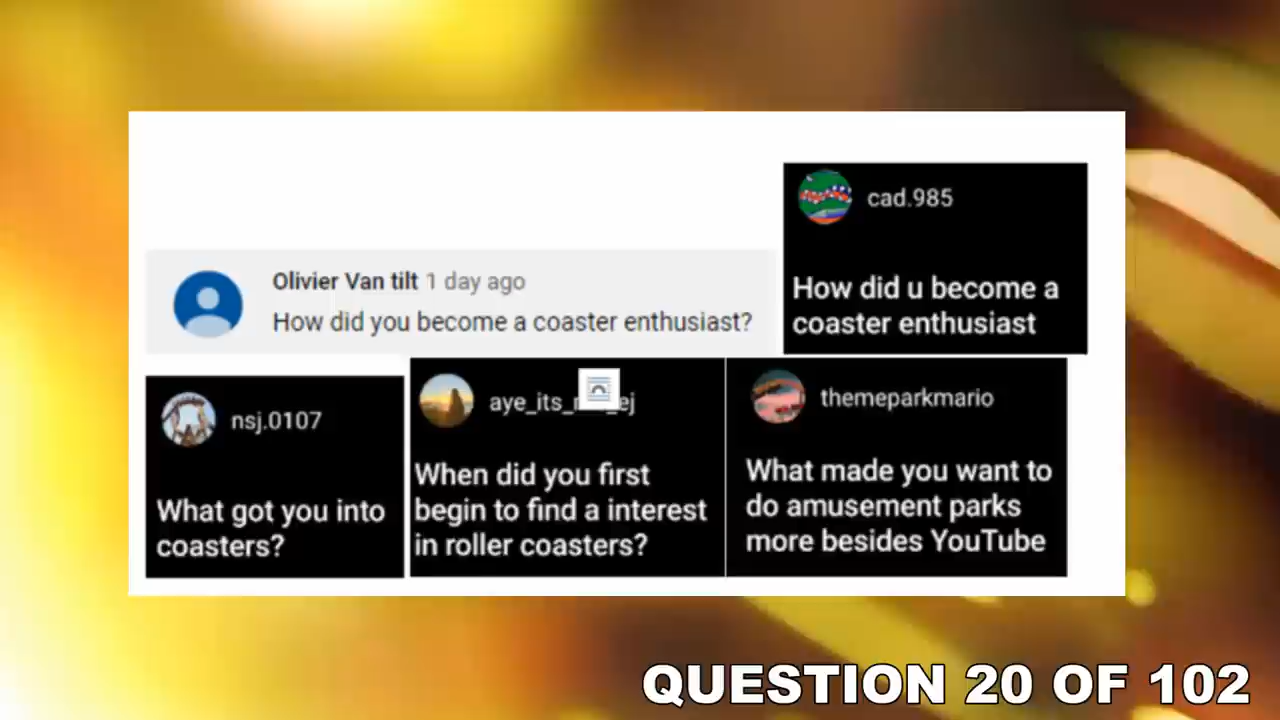 cad.985
How did u become a
coaster enthusiast
Olivier Van tilt 1 day ago
How did you become a coaster enthusiast?
nsj.0107
What got you into
coasters?
When did you first
begin to find a interest
in roller coasters?
themeparkmario
What made you want to
do amusement parks
more besides YouTube
QUESTION 20 OF 102